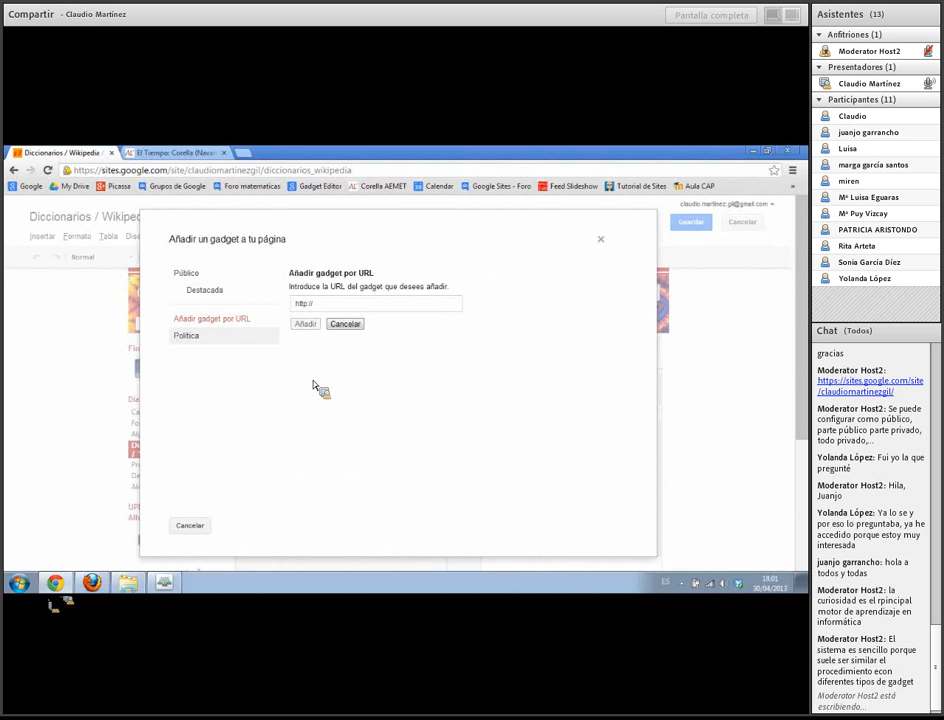 Compartir - Claudio Martínez
Pantalla completa
Diccionarios / Wikipedia
El Tiempo: Corella (Nava
https://sites.google.com/site/claudiomartinezgil/diccionarios_wikipedia
Google My Drive Picassa Grupos de Google Foro matematicas Gadget Editor Corella AEMET Calendar Google Sites - Foro Feed Slideshow Tutorial de Sites Aula CAP »
claudio.martinez.gil@gmail.com
Diccionarios / Wikiped
Guardar Cancelar
Insertar Formato Tabla
Normal
Añadir un gadget a tu página
Público
Destacada
Añadir gadget por URL
Política
Añadir gadget por URL
Introduce la URL del gadget que desees añadir.
http://
Añadir Cancelar
Cancelar
ES
18:01
30/04/2013
Asistentes (13)
Anfitriones (1)
Moderator Host2
Presentadores (1)
Claudio Martínez
Participantes (11)
Claudio
juanjo garrancho
Luisa
marga garcía santos
miren
Mª Luisa Eguaras
Mª Puy Vizcay
PATRICIA ARISTONDO
Rita Arteta
Sonia García Díez
Yolanda López
Chat (Todos)
gracias
Moderator Host2:
https://sites.google.com/site
/claudiomartinezgil/
Moderator Host2: Se puede
configurar como público,
parte público parte privado,
todo privado,...
Yolanda López: Fui yo la que
pregunté
Moderator Host2: Hila,
Juanjo
Yolanda López: Ya lo se y
por eso lo preguntaba, ya he
accedido porque estoy muy
interesada
juanjo garrancho: hola a
todos y todas
Moderator Host2: la
curiosidad es el rpincipal
motor de aprendizaje en
informática
Moderator Host2: El
sistema es sencillo porque
suele ser similar el
procedimiento econ
diferentes tipos de gadget
Moderator Host2 está
escribiendo...